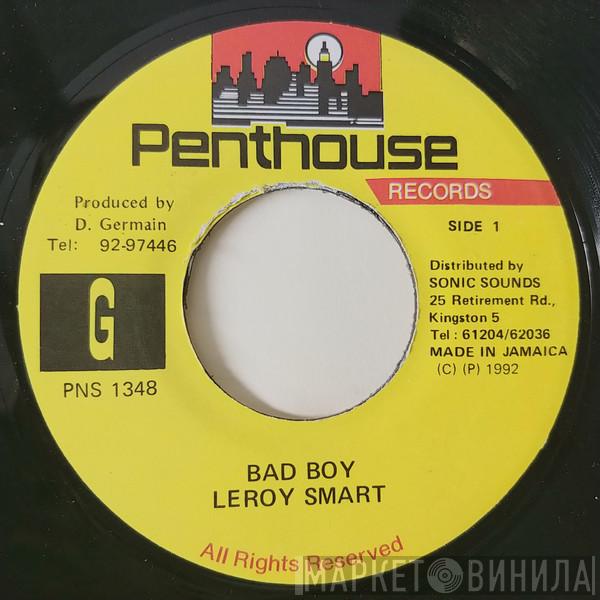 Penthouse
RECORDS
Produced by
D. Germain
Tel: 92-97446
SIDE 1
Distributed by
SONIC SOUNDS
25 Retirement Rd.,
Kingston 5
Tel : 61204/62036
MADE IN JAMAICA
(C) (P) 1992
G
PNS 1348
BAD BOY
LEROY SMART
All Rights Reserved
МАРКЕТ ВИНИЛА